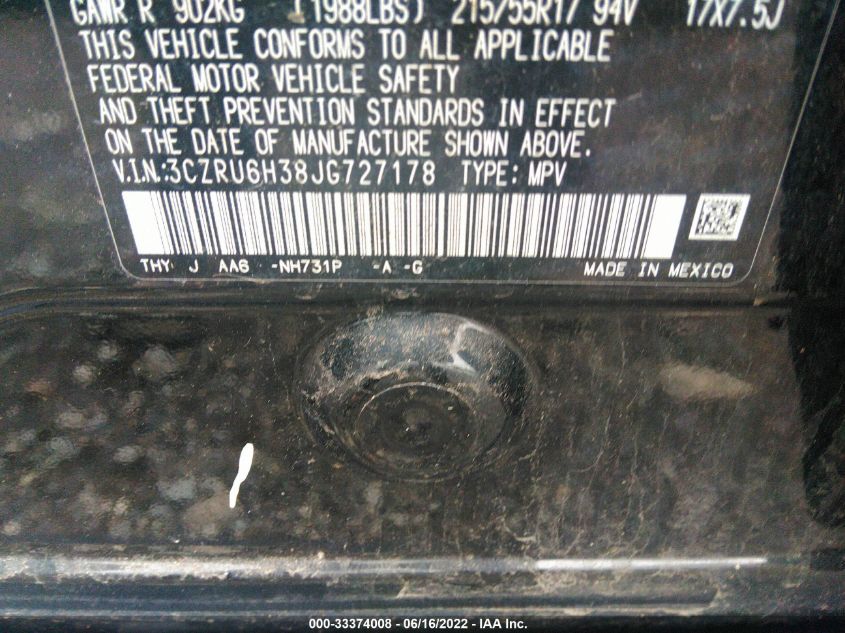 GAWR R 902KG (1988LBS) 215/55R17 94V 17X7.5J
THIS VEHICLE CONFORMS TO ALL APPLICABLE
FEDERAL MOTOR VEHICLE SAFETY
AND THEFT PREVENTION STANDARDS IN EFFECT
ON THE DATE OF MANUFACTURE SHOWN ABOVE.
V.I.N.:3CZRU6H38JG727178 TYPE: MPV
THY J AA6 -NH731P -A -G MADE IN MEXICO
000-33374008 - 06/16/2022 - IAA Inc.